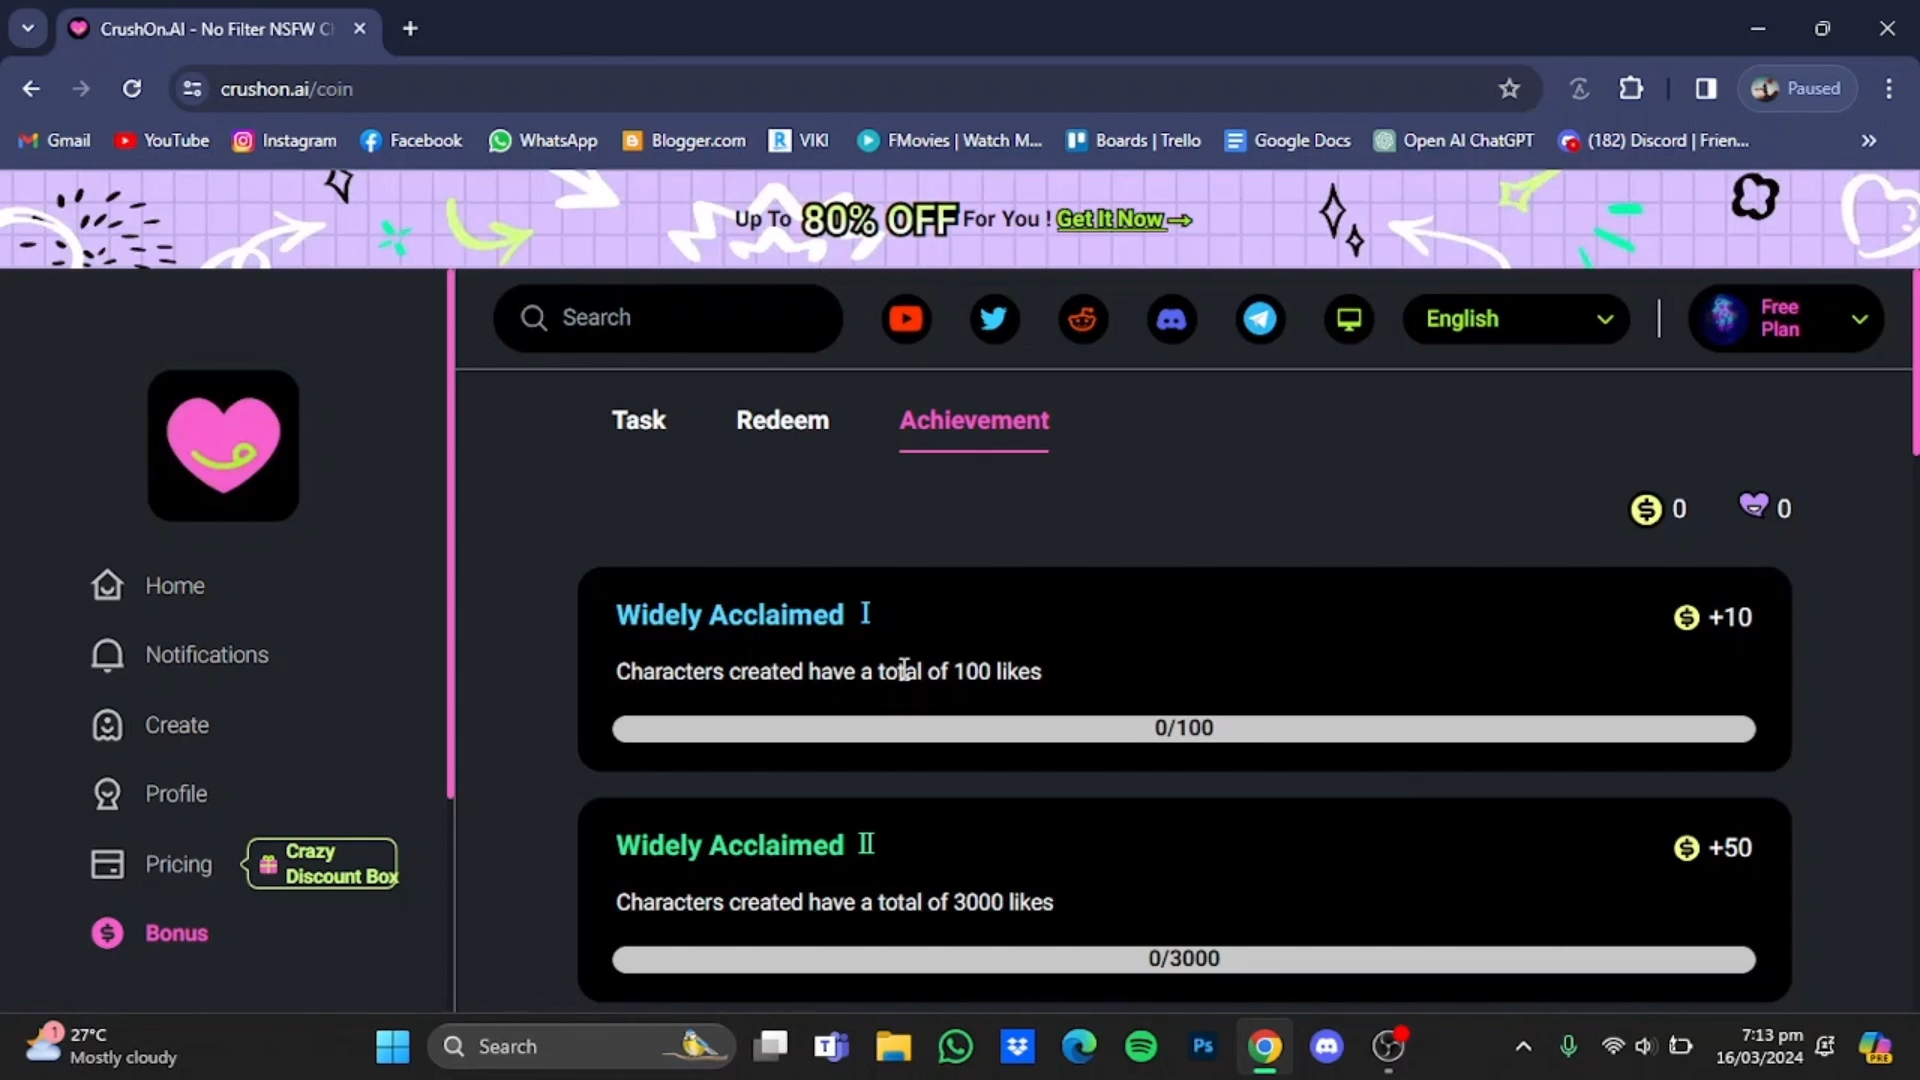 CrushOn.AI - No Filter NSFW C
crushon.ai/coin
Paused
Gmail
YouTube
Instagram
Facebook
WhatsApp
Blogger.com
VIKI
FMovies | Watch M...
Boards | Trello
Google Docs
Open AI ChatGPT
(182) Discord | Frien...
Up To 80% OFF For You ! Get It Now
Search
English
Free
Plan
Task
Redeem
Achievement
0
0
Home
Notifications
Create
Profile
Pricing
Crazy
Discount Box
Bonus
Widely Acclaimed I
+10
Characters created have a total of 100 likes
0/100
Widely Acclaimed II
+50
Characters created have a total of 3000 likes
0/3000
1
27°C
Mostly cloudy
Search
Ps
PRE
7:13 pm
16/03/2024